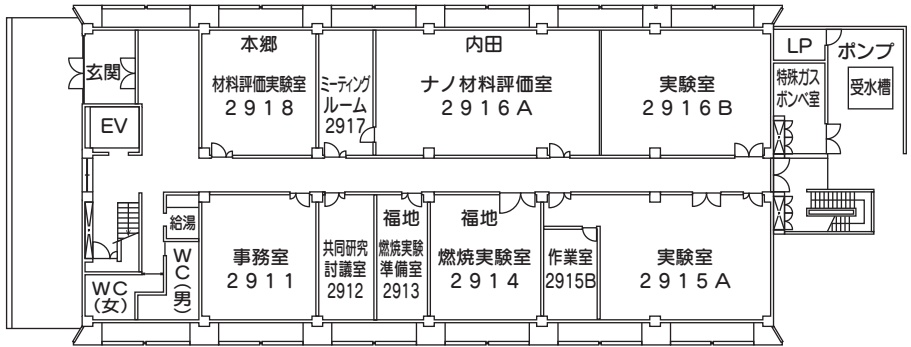 玄関
EV
本郷
材料評価実験室
2918
ミーティング
ルーム
2917
内田
ナノ材料評価室
2916A
実験室
2916B
LP
特殊ガス
ボンベ室
ポンプ
受水槽
給湯
WC(女)
WC(男)
事務室
2911
共同研究
討議室
2912
福地
燃焼実験
準備室
2913
福地
燃焼実験室
2914
作業室
2915B
実験室
2915A